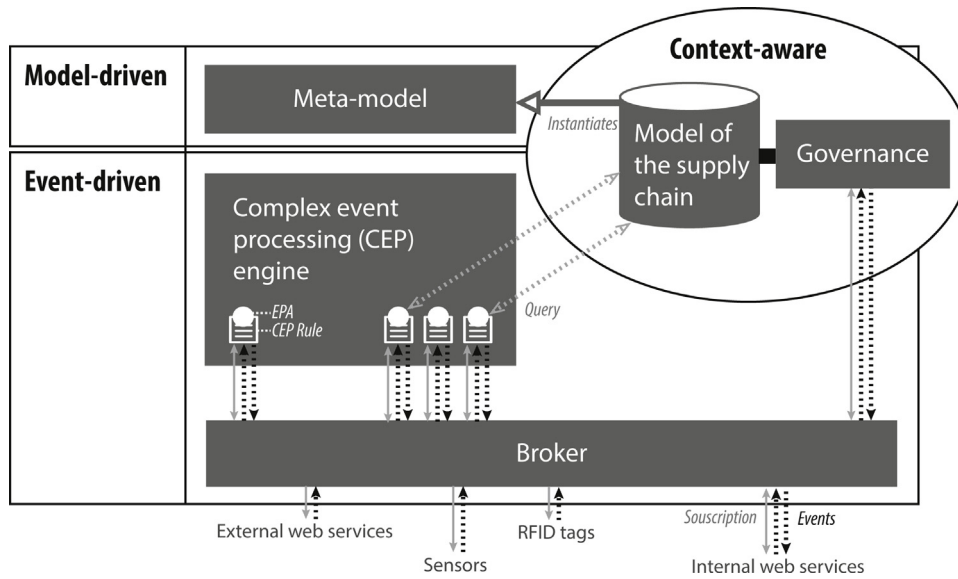 Context-aware
Model-driven
Meta-model
Instantiates
Model of
the supply
chain
Governance
Event-driven
Complex event
processing (CEP)
engine
EPA
CEP Rule
Query
Broker
External web services
Sensors
RFID tags
Souscription
Events
Internal web services